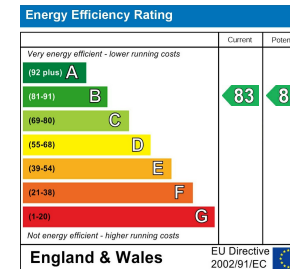 Energy Efficiency Rating
Current
Very energy efficient - lower running costs
(92 plus) A
(81-91) B
83
(69-80) C
(55-68) D
(39-54) E
(21-38) F
(1-20) G
Not energy efficient - higher running costs
England & Wales
EU Directive
2002/91/EC